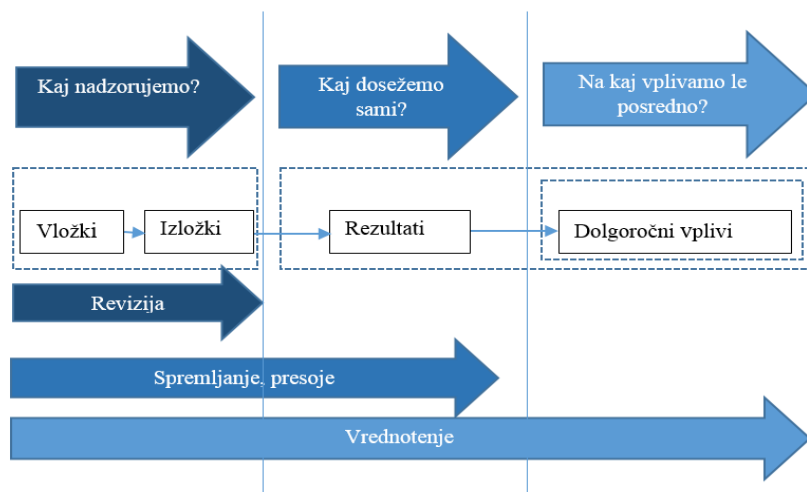 Kaj nadzorujemo?
Kaj dosežemo
sami?
Na kaj vplivamo le
posredno?
Vložki
Izložki
Rezultati
Dolgoročni vplivi
Revizija
Spremljanje, presoje
Vrednotenje